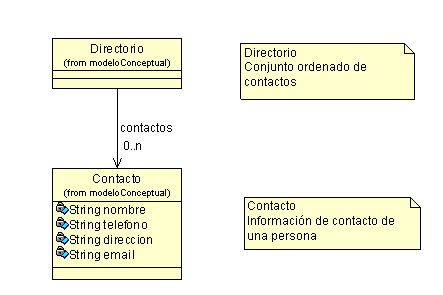 Directorio
(from modeloConceptual)
Directorio
Conjunto ordenado de
contactos
contactos
0..n
Contacto
(from modeloConceptual)
String nombre
String telefono
String direccion
String email
Contacto
Información de contacto de
una persona